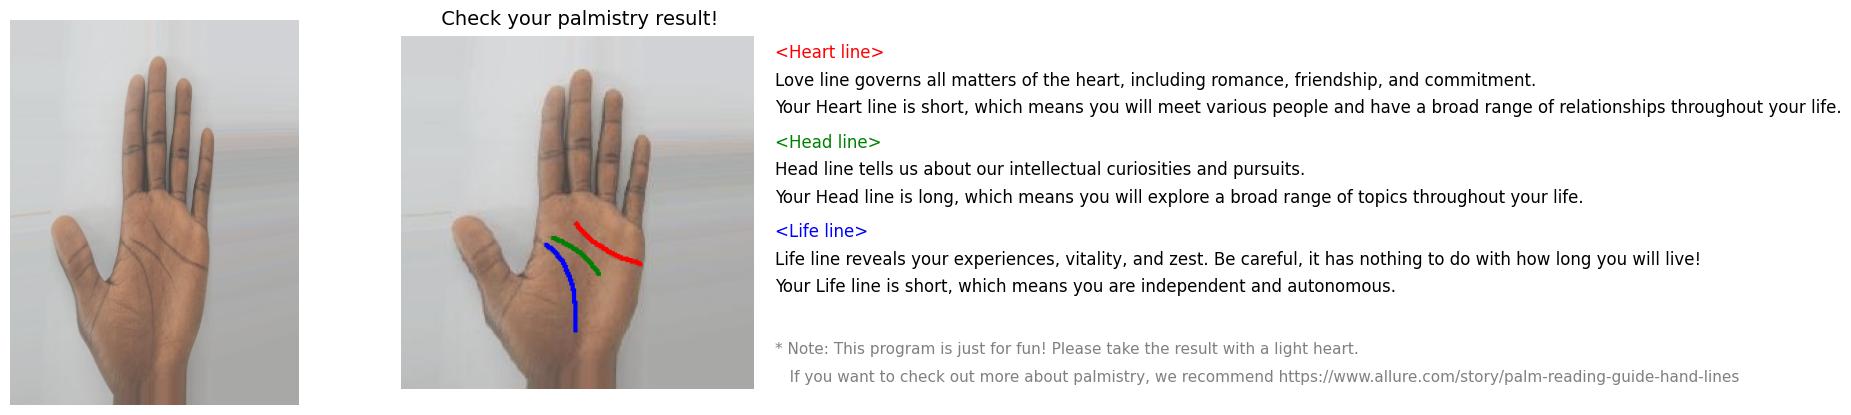 Check your palmistry result!
<Heart line>
Love line governs all matters of the heart, including romance, friendship, and commitment.
Your Heart line is short, which means you will meet various people and have a broad range of relationships throughout your life.
<Head line>
Head line tells us about our intellectual curiosities and pursuits.
Your Head line is long, which means you will explore a broad range of topics throughout your life.
<Life line>
Life line reveals your experiences, vitality, and zest. Be careful, it has nothing to do with how long you will live!
Your Life line is short, which means you are independent and autonomous.
* Note: This program is just for fun! Please take the result with a light heart.
If you want to check out more about palmistry, we recommend https://www.allure.com/story/palm-reading-guide-hand-lines